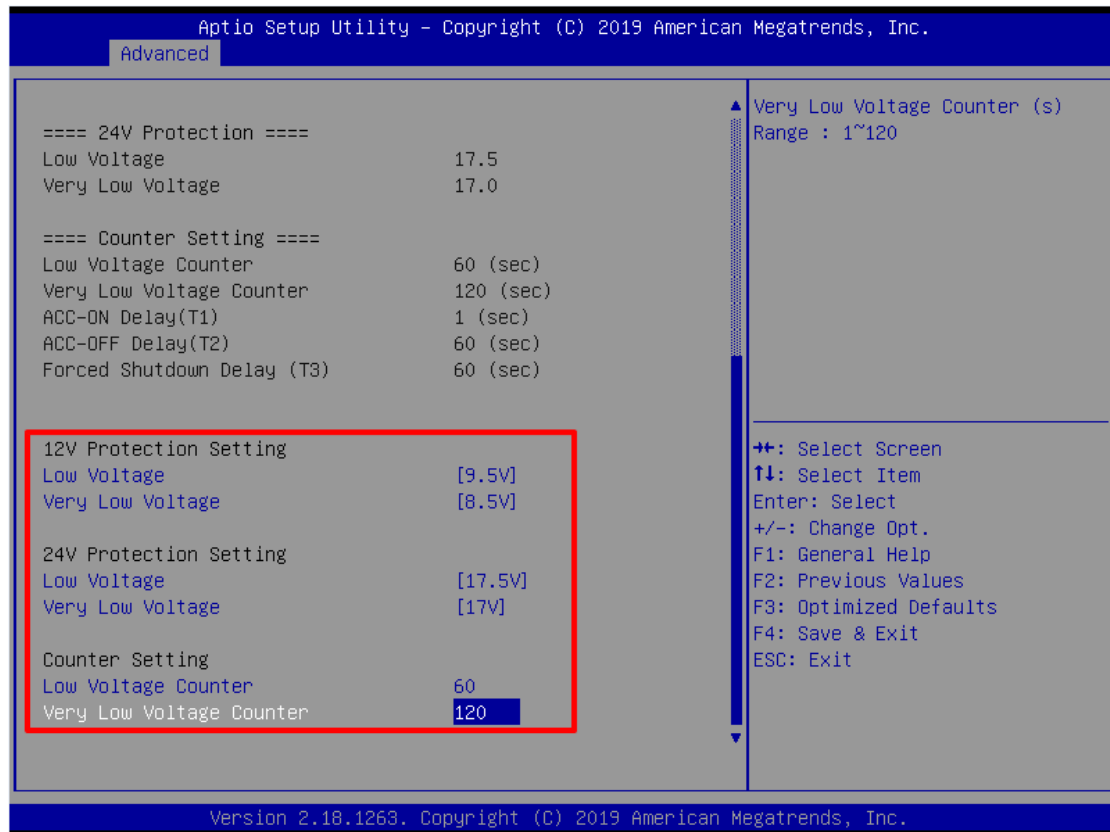 Aptio Setup Utility – Copyright (C) 2019 American Megatrends, Inc.
Advanced
==== 24V Protection ====
Low Voltage 17.5
Very Low Voltage 17.0
==== Counter Setting ====
Low Voltage Counter 60 (sec)
Very Low Voltage Counter 120 (sec)
ACC-ON Delay(T1) 1 (sec)
ACC-OFF Delay(T2) 60 (sec)
Forced Shutdown Delay (T3) 60 (sec)
12V Protection Setting
Low Voltage [9.5V]
Very Low Voltage [8.5V]
24V Protection Setting
Low Voltage [17.5V]
Very Low Voltage [17V]
Counter Setting
Low Voltage Counter 60
Very Low Voltage Counter 120
Very Low Voltage Counter (s)
Range : 1~120
→←: Select Screen
↑↓: Select Item
Enter: Select
+/-: Change Opt.
F1: General Help
F2: Previous Values
F3: Optimized Defaults
F4: Save & Exit
ESC: Exit
Version 2.18.1263. Copyright (C) 2019 American Megatrends, Inc.